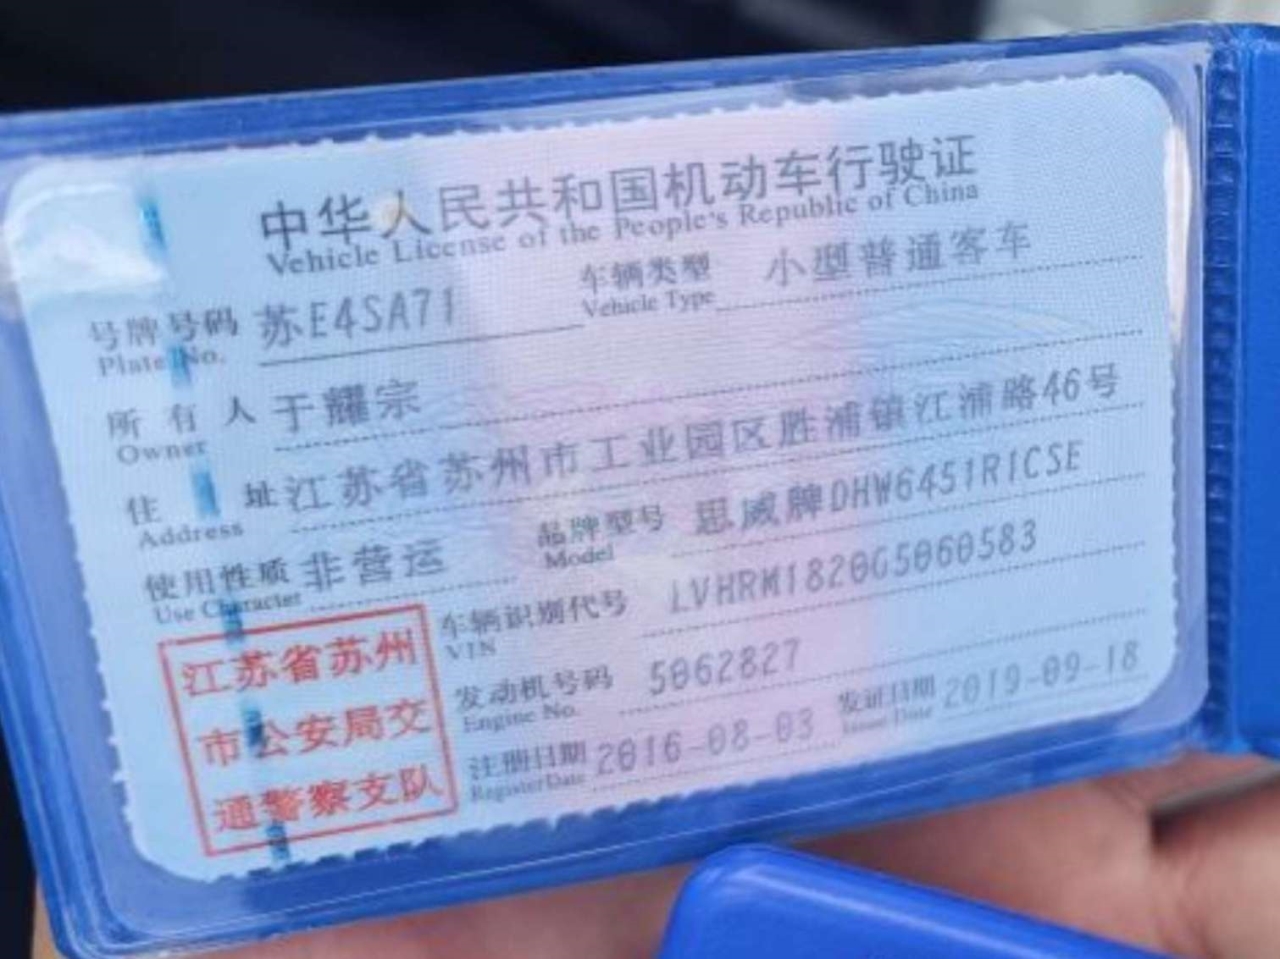 中华人民共和国机动车行驶证
Vehicle License of the People's Republic of China
号牌号码 苏E4SA71 车辆类型 小型普通客车
Plate No. Vehicle Type
所有人 于耀宗
Owner
住址 江苏省苏州市工业园区胜浦镇江浦路46号
Address
使用性质 非营运 品牌型号 思威牌DHW6451R1CSE
Use Character Model
车辆识别代号 LVHRM1820G5060583
VIN
发动机号码 5062827
Engine No.
注册日期 2016-08-03 发证日期 2019-09-18
RegisterDate Issue Date
江苏省苏州
市公安局交
通警察支队